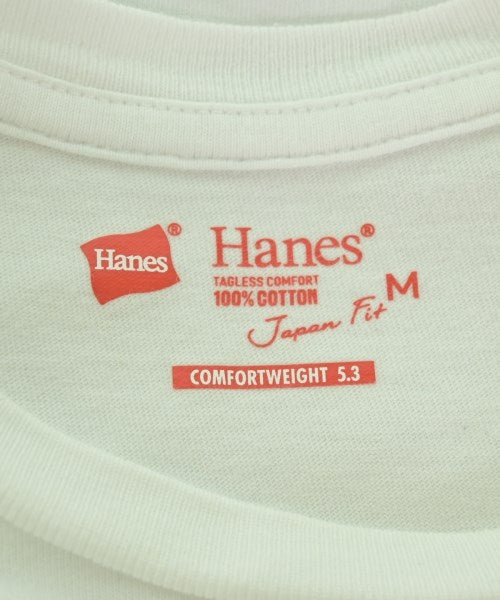 Hanes®
Hanes®
TAGLESS COMFORT
100% COTTON
Japan Fit M
COMFORTWEIGHT 5.3